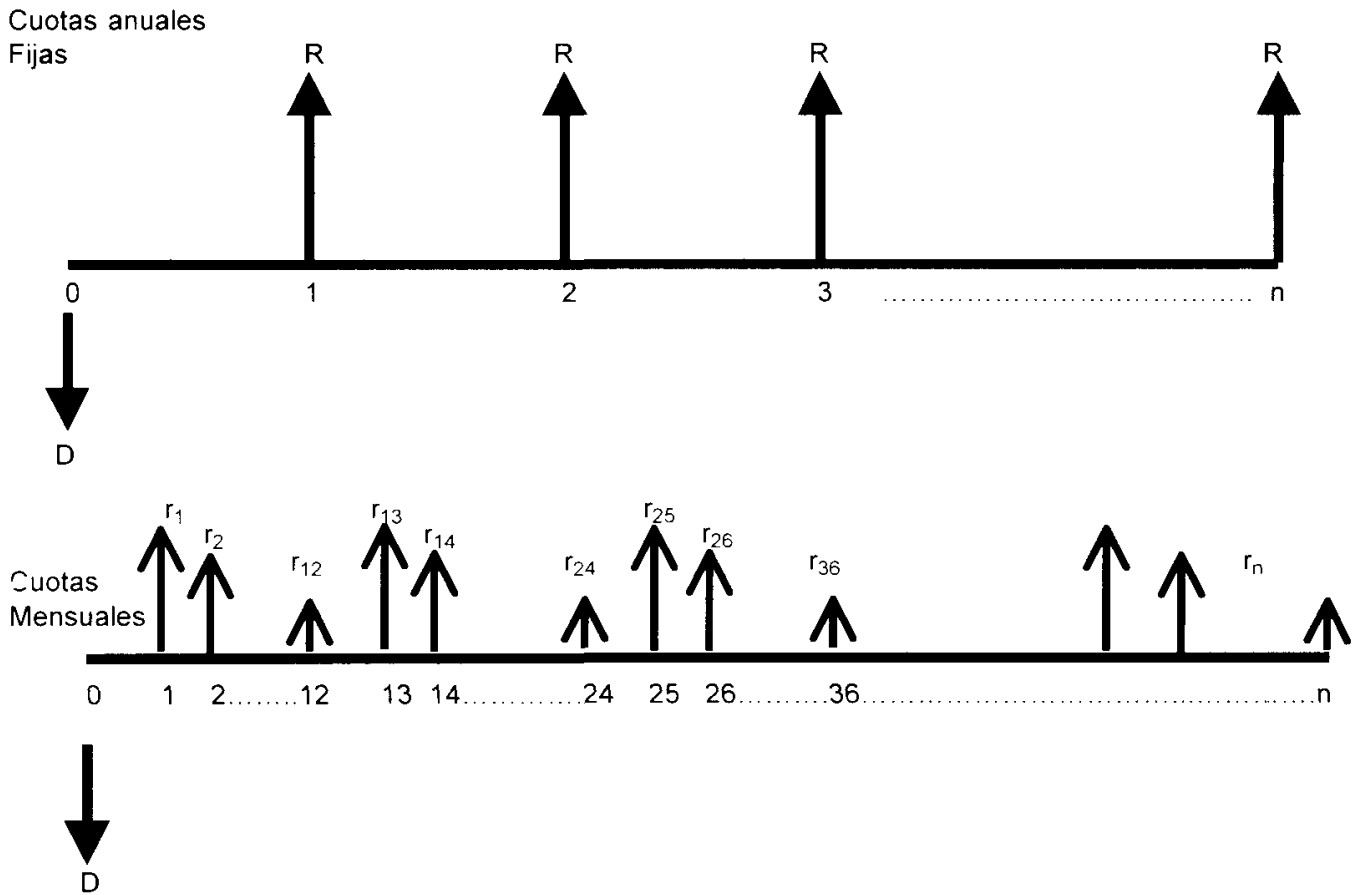 Cuotas anuales
Fijas
R R R R
0 1 2 3 .................................................. n
D
r1 r2 r12 r13 r14 r24 r25 r26 r36 rn
Cuotas
Mensuales
0 1 2........12 13 14.............24 25 26.........36..................................................n
D